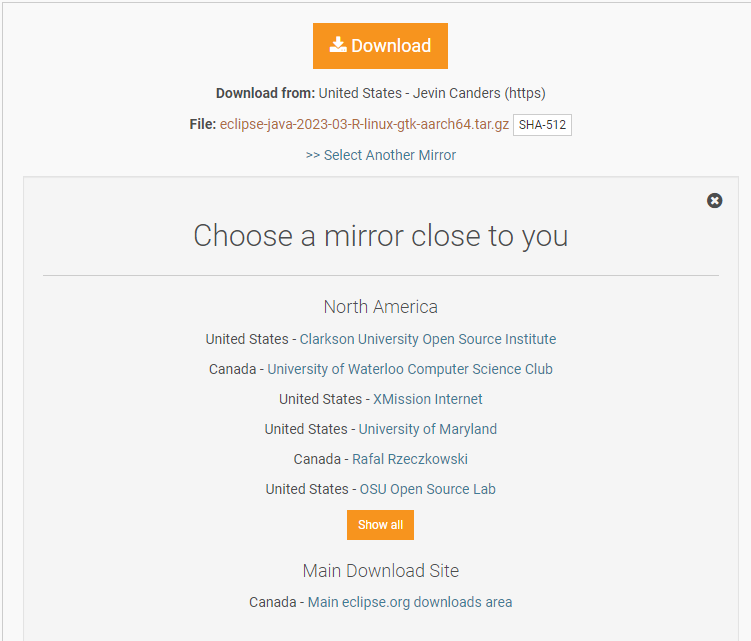 Download
Download from: United States - Jevin Canders (https)
File: eclipse-java-2023-03-R-linux-gtk-aarch64.tar.gz SHA-512
>> Select Another Mirror
Choose a mirror close to you
North America
United States - Clarkson University Open Source Institute
Canada - University of Waterloo Computer Science Club
United States - XMission Internet
United States - University of Maryland
Canada - Rafal Rzeczkowski
United States - OSU Open Source Lab
Show all
Main Download Site
Canada - Main eclipse.org downloads area